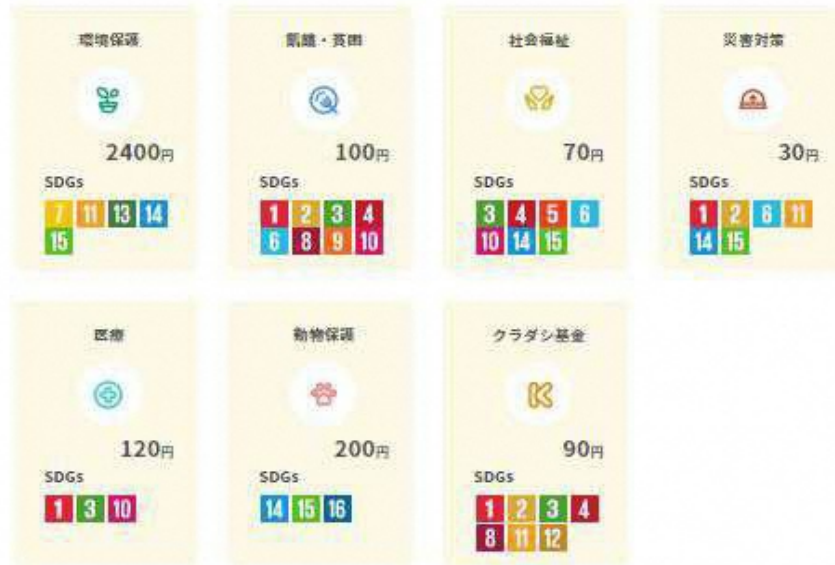 環境保護
2400円
SDGs
7 11 13 14
15
飢餓・貧困
100円
SDGs
1 2 3 4
6 8 9 10
社会福祉
70円
SDGs
3 4 5 6
10 14 15
災害対策
30円
SDGs
1 2 6 11
14 15
医療
120円
SDGs
1 3 10
動物保護
200円
SDGs
14 15 16
クラダシ基金
90円
SDGs
1 2 3 4
8 11 12